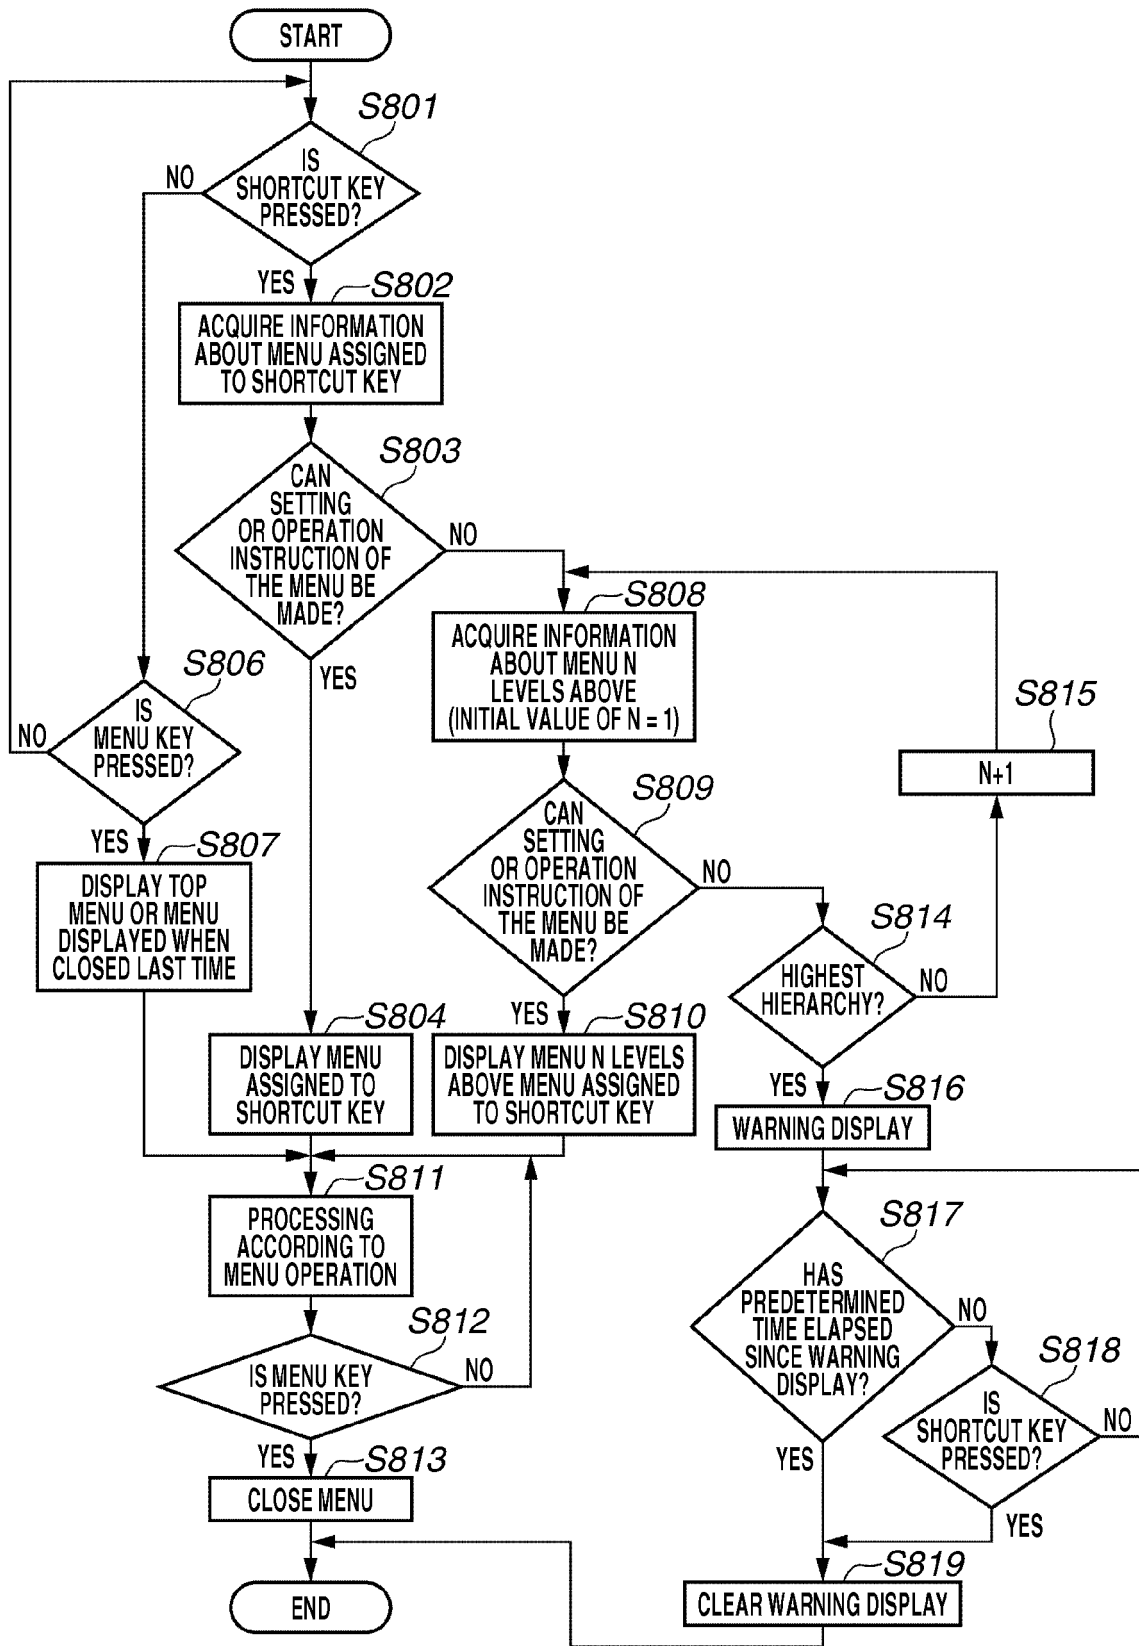 START
S801
IS
SHORTCUT KEY
PRESSED?
NO
YES
S802
ACQUIRE INFORMATION
ABOUT MENU ASSIGNED
TO SHORTCUT KEY
S803
CAN
SETTING
OR OPERATION
INSTRUCTION OF
THE MENU BE
MADE?
NO
YES
S806
IS
MENU KEY
PRESSED?
NO
YES
S807
DISPLAY TOP
MENU OR MENU
DISPLAYED WHEN
CLOSED LAST TIME
S808
ACQUIRE INFORMATION
ABOUT MENU N
LEVELS ABOVE
(INITIAL VALUE OF N = 1)
S815
N+1
S809
CAN
SETTING
OR OPERATION
INSTRUCTION OF
THE MENU BE
MADE?
NO
YES
S814
HIGHEST
HIERARCHY?
NO
YES
S804
DISPLAY MENU
ASSIGNED TO
SHORTCUT KEY
S810
DISPLAY MENU N LEVELS
ABOVE MENU ASSIGNED
TO SHORTCUT KEY
S816
WARNING DISPLAY
S811
PROCESSING
ACCORDING TO
MENU OPERATION
S812
IS MENU KEY
PRESSED?
NO
YES
S813
CLOSE MENU
END
S817
HAS
PREDETERMINED
TIME ELAPSED
SINCE WARNING
DISPLAY?
NO
YES
S818
IS
SHORTCUT KEY
PRESSED?
NO
YES
S819
CLEAR WARNING DISPLAY